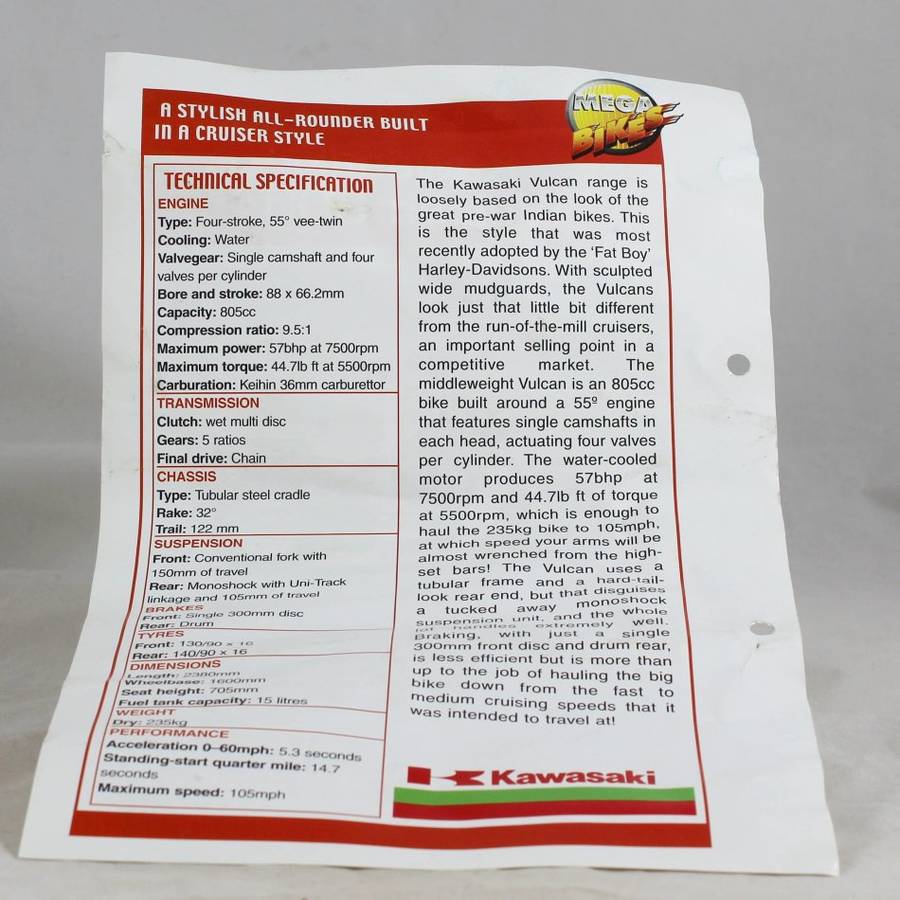 A STYLISH ALL-ROUNDER BUILT
IN A CRUISER STYLE
MEGA
BIKES
TECHNICAL SPECIFICATION
ENGINE
Type: Four-stroke, 55° vee-twin
Cooling: Water
Valvegear: Single camshaft and four
valves per cylinder
Bore and stroke: 88 x 66.2mm
Capacity: 805cc
Compression ratio: 9.5:1
Maximum power: 57bhp at 7500rpm
Maximum torque: 44.7lb ft at 5500rpm
Carburation: Keihin 36mm carburettor
TRANSMISSION
Clutch: wet multi disc
Gears: 5 ratios
Final drive: Chain
CHASSIS
Type: Tubular steel cradle
Rake: 32°
Trail: 122 mm
SUSPENSION
Front: Conventional fork with
150mm of travel
Rear: Monoshock with Uni-Track
linkage and 105mm of travel
BRAKES
Front: Single 300mm disc
Rear: Drum
TYRES
Front: 130/90 x 16
Rear: 140/90 x 16
DIMENSIONS
Length: 2380mm
Wheelbase: 1600mm
Seat height: 705mm
Fuel tank capacity: 15 litres
WEIGHT
Dry: 235kg
PERFORMANCE
Acceleration 0–60mph: 5.3 seconds
Standing-start quarter mile: 14.7
seconds
Maximum speed: 105mph
The Kawasaki Vulcan range is
loosely based on the look of the
great pre-war Indian bikes. This
is the style that was most
recently adopted by the ‘Fat Boy’
Harley-Davidsons. With sculpted
wide mudguards, the Vulcans
look just that little bit different
from the run-of-the-mill cruisers,
an important selling point in a
competitive market. The
middleweight Vulcan is an 805cc
bike built around a 55º engine
that features single camshafts in
each head, actuating four valves
per cylinder. The water-cooled
motor produces 57bhp at
7500rpm and 44.7lb ft of torque
at 5500rpm, which is enough to
haul the 235kg bike to 105mph,
at which speed your arms will be
almost wrenched from the high-
set bars! The Vulcan uses a
tubular frame and a hard-tail-
look rear end, but that disguises
a tucked away monoshock
suspension unit, and the whole
handles extremely well.
Braking, with just a single
300mm front disc and drum rear,
is less efficient but is more than
up to the job of hauling the big
bike down from the fast to
medium cruising speeds that it
was intended to travel at!
Kawasaki